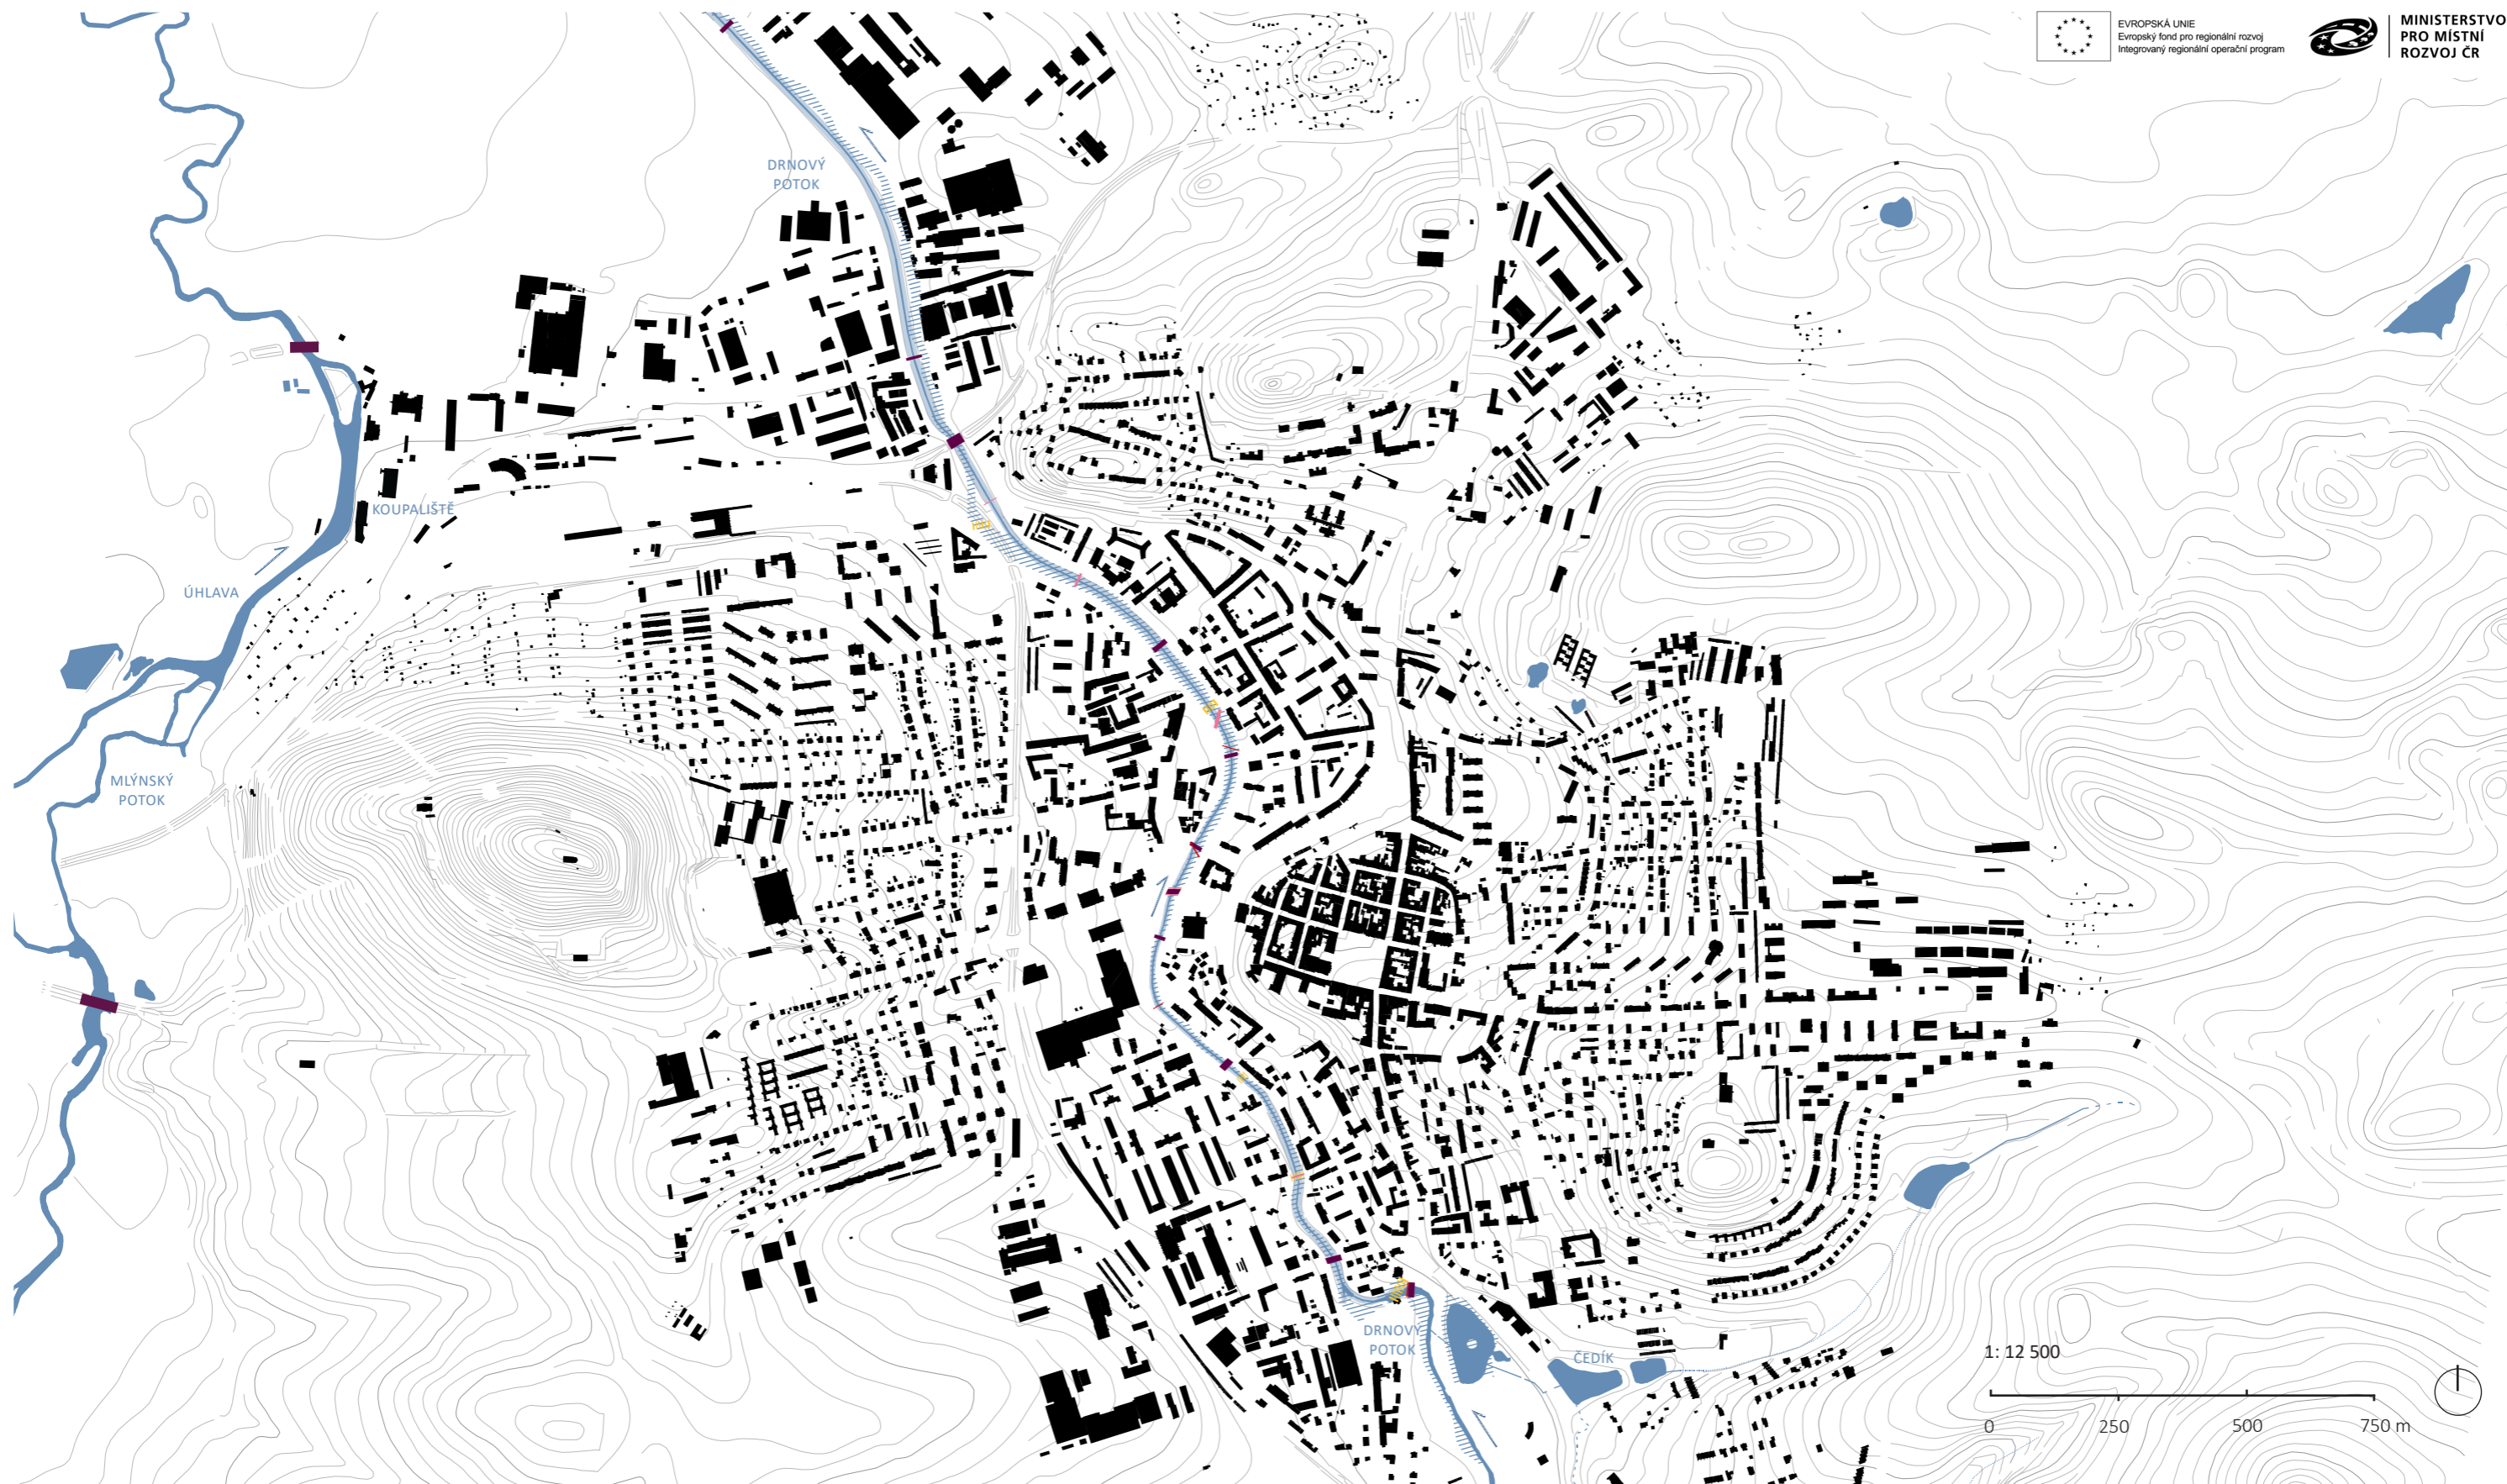 EVROPSKÁ UNIE
Evropský fond pro regionální rozvoj
Integrovaný regionální operační program
MINISTERSTVO
PRO MÍSTNÍ
ROZVOJ ČR
DRNOVÝ
POTOK
KOUPALIŠTĚ
ÚHLAVA
MLÝNSKÝ
POTOK
DRNOVÝ
POTOK
ČEDÍK
1: 12 500
0
250
500
750 m